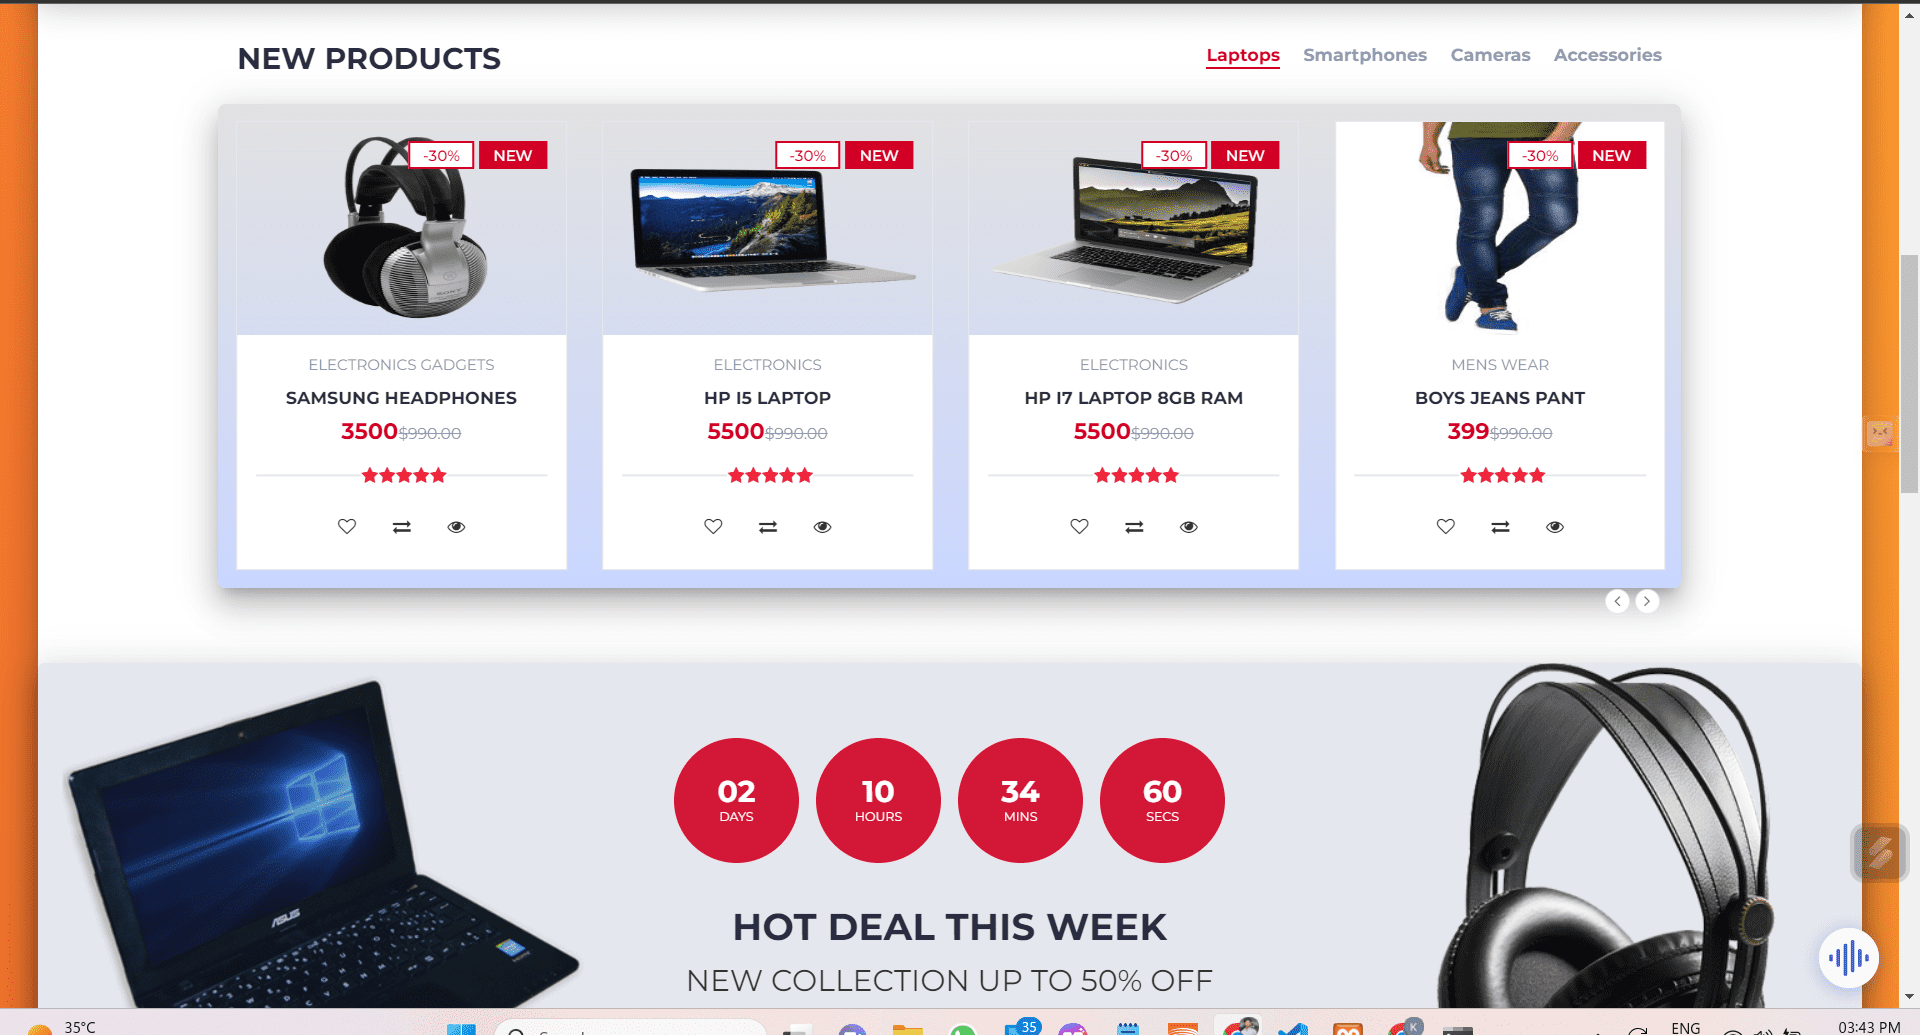 NEW PRODUCTS
Laptops Smartphones Cameras Accessories
-30% NEW
-30% NEW
-30% NEW
-30% NEW
ELECTRONICS GADGETS
SAMSUNG HEADPHONES
3500$990.00
ELECTRONICS
HP I5 LAPTOP
5500$990.00
ELECTRONICS
HP I7 LAPTOP 8GB RAM
5500$990.00
MENS WEAR
BOYS JEANS PANT
399$990.00
02
DAYS
10
HOURS
34
MINS
60
SECS
ASUS
HOT DEAL THIS WEEK
NEW COLLECTION UP TO 50% OFF
35°C
35
K
ENG
03:43 PM